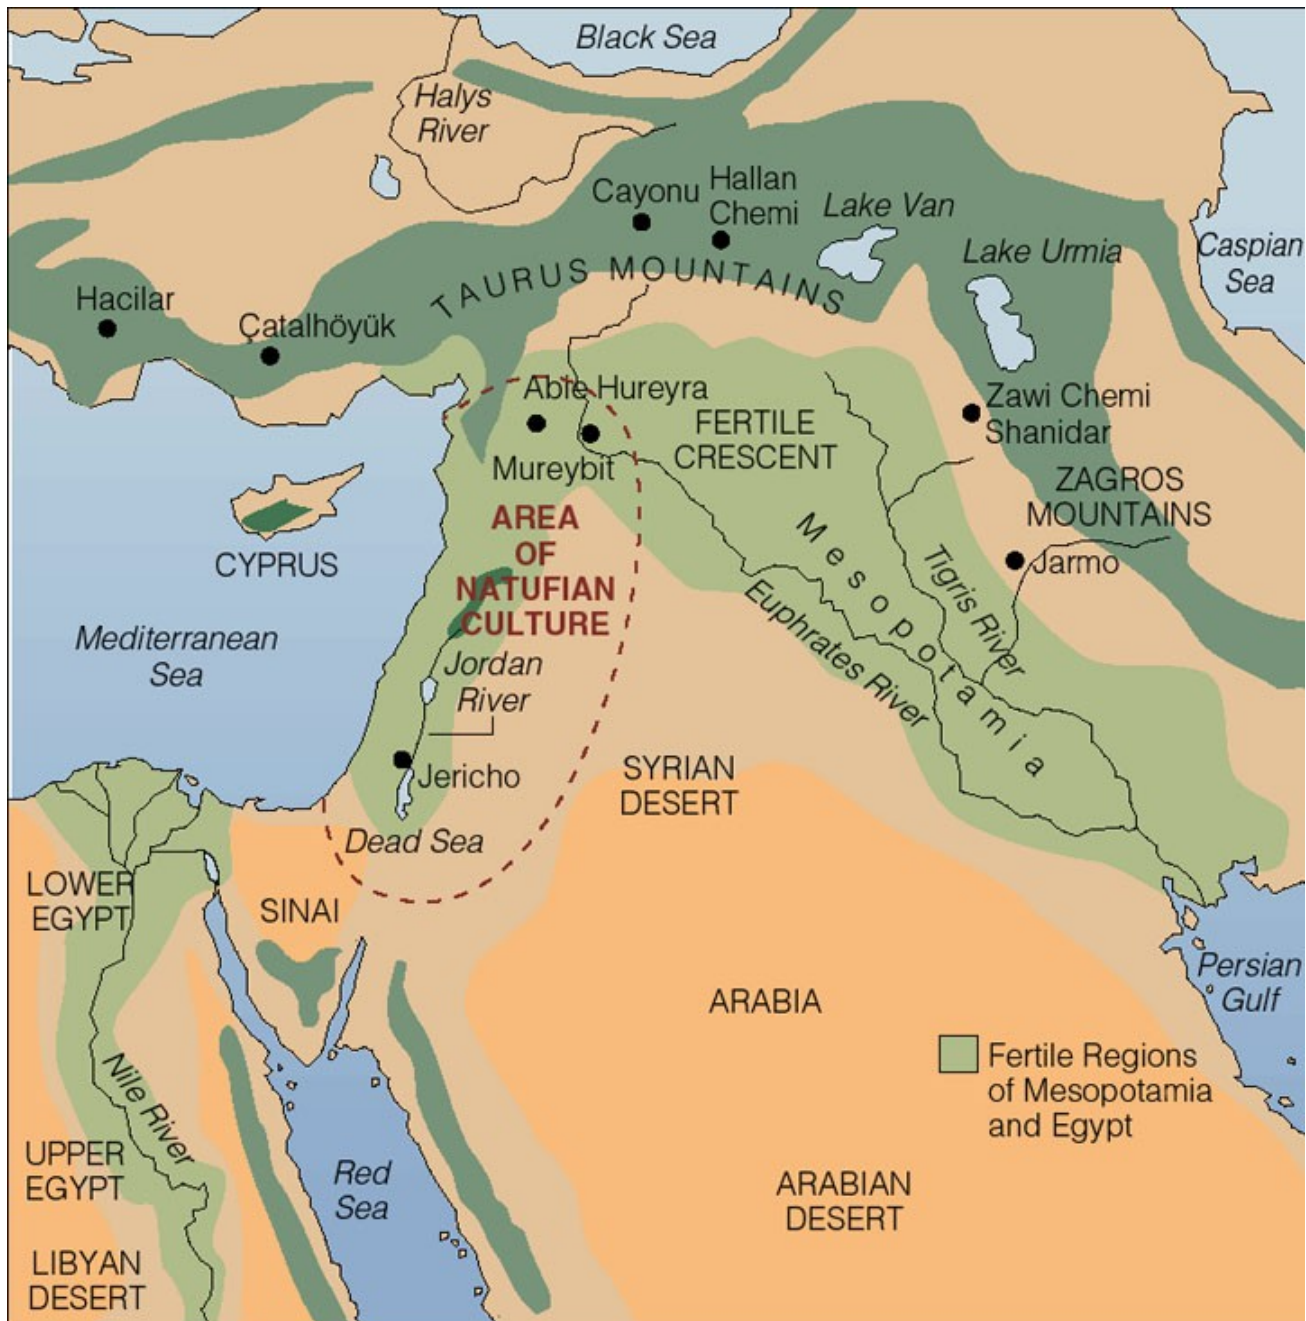 Black Sea
Halys
River
Cayonu
Hallan
Chemi
Lake Van
Lake Urmia
Caspian
Sea
TAURUS MOUNTAINS
Hacilar
Çatalhöyük
Abie Hureyra
Mureybit
FERTILE
CRESCENT
Zawi Chemi
Shanidar
ZAGROS
MOUNTAINS
Jarmo
AREA
OF
NATUFIAN
CULTURE
CYPRUS
Mediterranean
Sea
Mesopotamia
Tigris River
Euphrates River
Jordan
River
Jericho
Dead Sea
SYRIAN
DESERT
LOWER
EGYPT
SINAI
ARABIA
Persian
Gulf
Fertile Regions
of Mesopotamia
and Egypt
Nile River
UPPER
EGYPT
Red
Sea
ARABIAN
DESERT
LIBYAN
DESERT